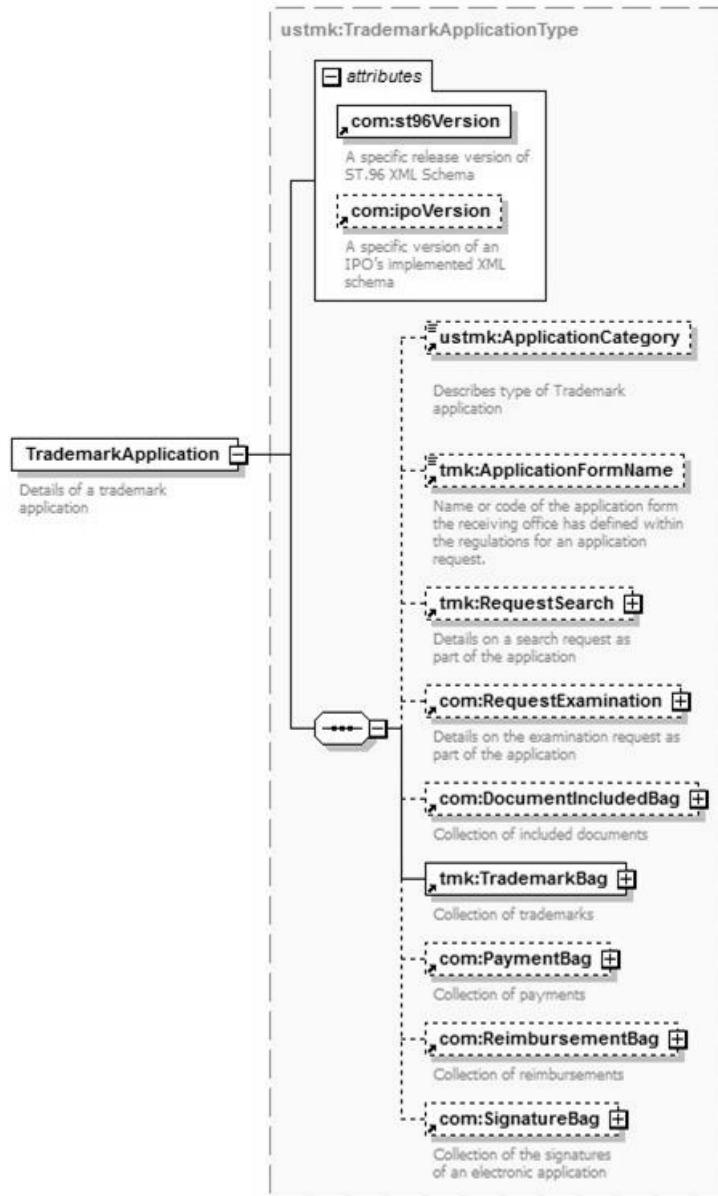 ustmk:TrademarkApplicationType
attributes
com:st96Version
A specific release version of
ST.96 XML Schema
com:ipoVersion
A specific version of an
IPO's implemented XML
schema
ustmk:ApplicationCategory
Describes type of Trademark
application
TrademarkApplication
Details of a trademark
application
tmk:ApplicationFormName
Name or code of the application form
the receiving office has defined within
the regulations for an application
request.
tmk:RequestSearch
Details on a search request as
part of the application
com:RequestExamination
Details on the examination request as
part of the application
com:DocumentIncludedBag
Collection of included documents
tmk:TrademarkBag
Collection of trademarks
com:PaymentBag
Collection of payments
com:ReimbursementBag
Collection of reimbursements
com:SignatureBag
Collection of the signatures
of an electronic application